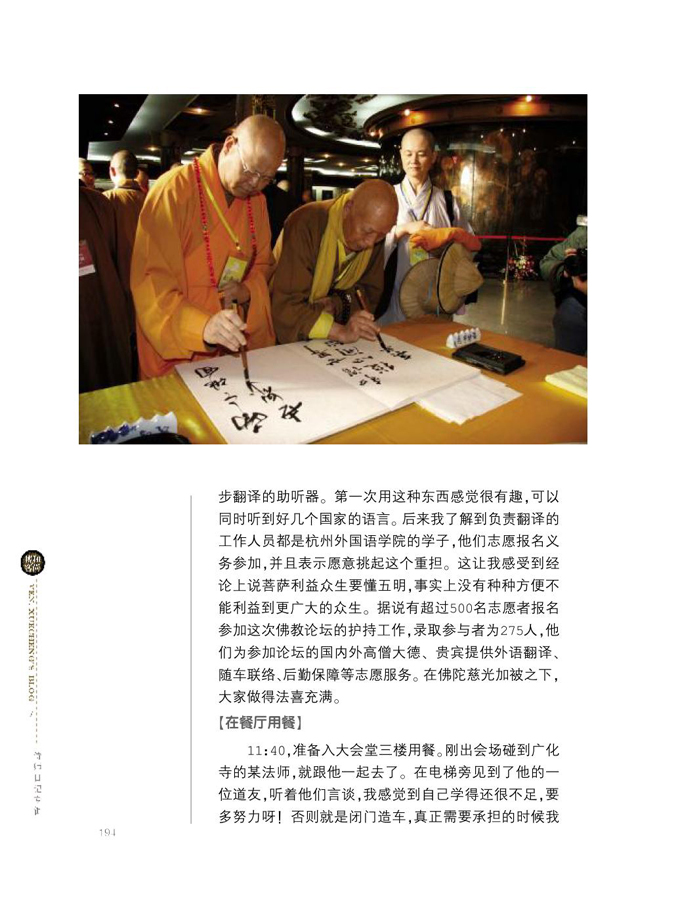 步翻译的助听器。第一次用这种东西感觉很有趣,可以
同时听到好几个国家的语言。后来我了解到负责翻译的
工作人员都是杭州外国语学院的学子,他们志愿报名义
务参加,并且表示愿意挑起这个重担。这让我感受到经
论上说菩萨利益众生要懂五明,事实上没有种种方便不
能利益到更广大的众生。据说有超过500名志愿者报名
参加这次佛教论坛的护持工作,录取参与者为275人,他
们为参加论坛的国内外高僧大德、贵宾提供外语翻译、
随车联络、后勤保障等志愿服务。在佛陀慈光加被之下,
大家做得法喜充满。
【在餐厅用餐】
11:40,准备入大会堂三楼用餐。刚出会场碰到广化
寺的某法师,就跟他一起去了。在电梯旁见到了他的一
位道友,听着他们言谈,我感觉到自己学得还很不足,要
多努力呀！否则就是闭门造车,真正需要承担的时候我
VEN. XUECHENG'S BLOG
194